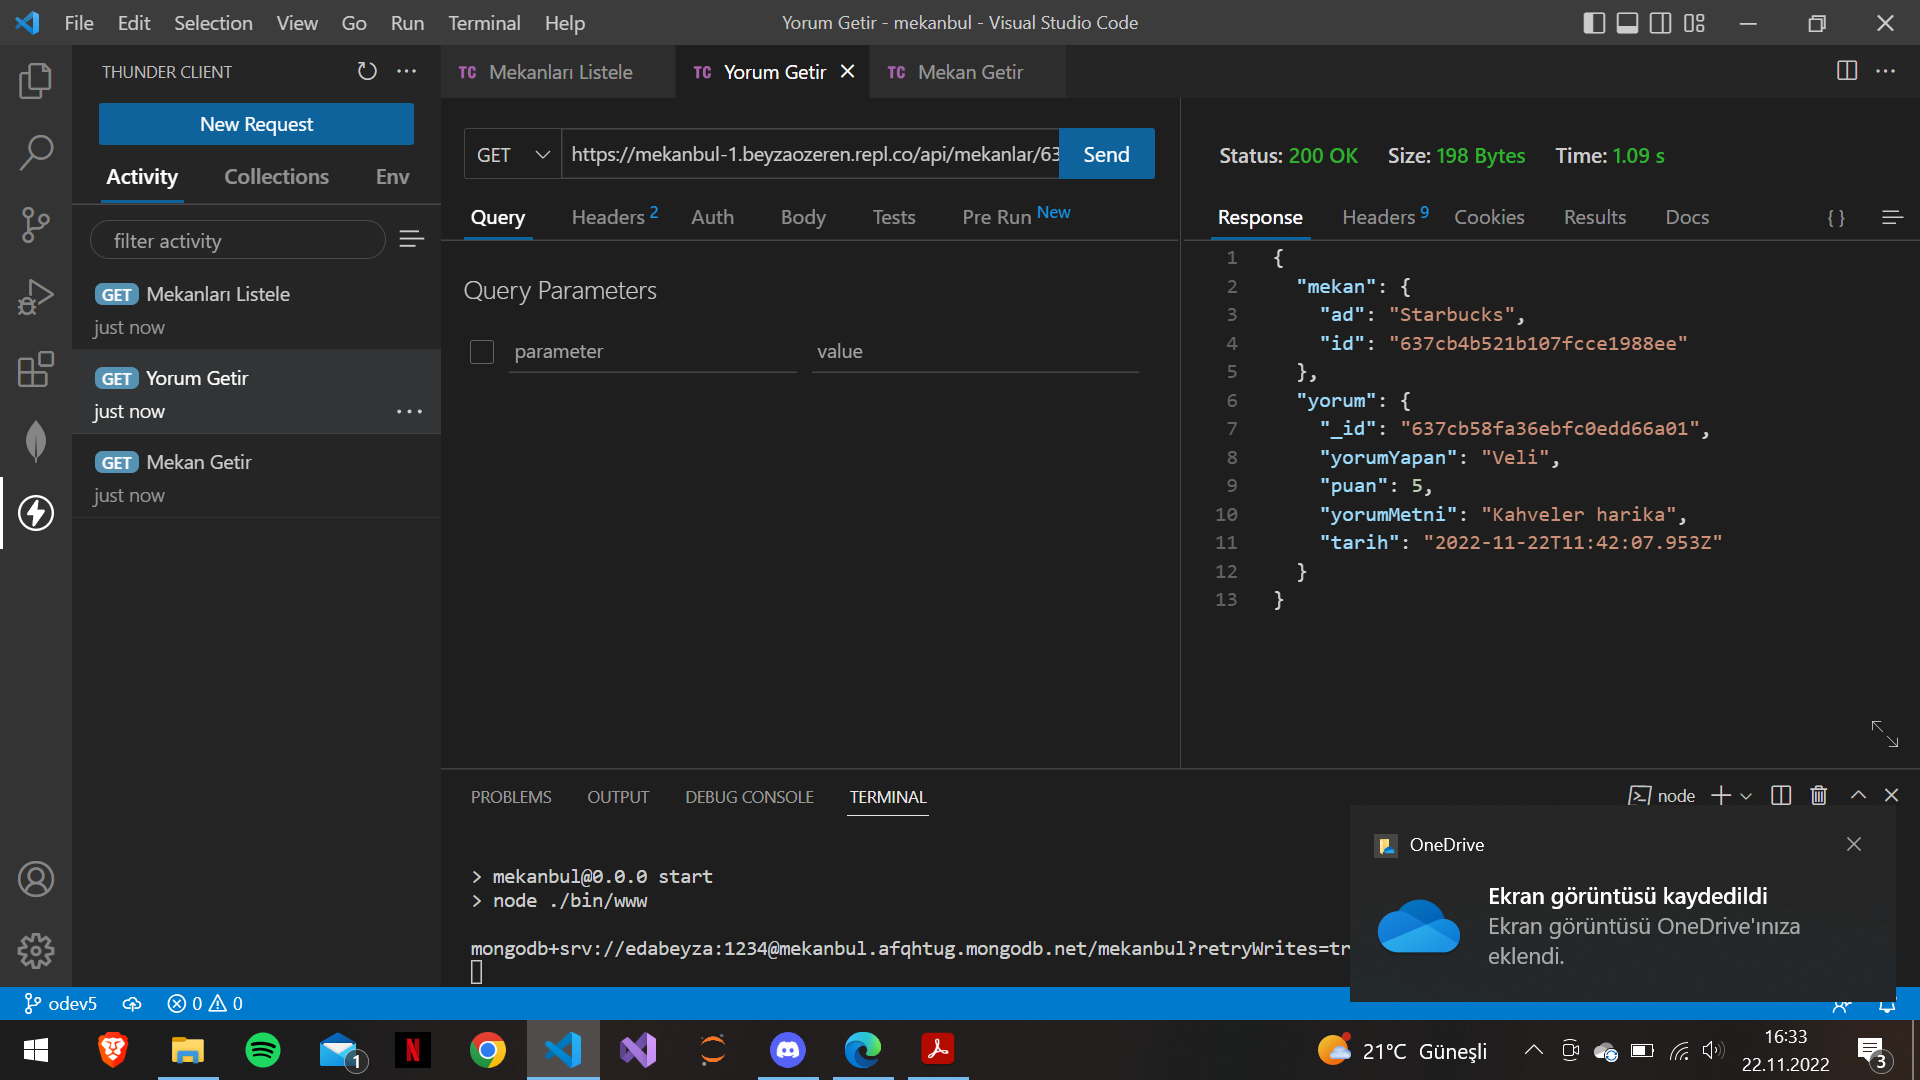 File Edit Selection View Go Run Terminal Help
Yorum Getir - mekanbul - Visual Studio Code
THUNDER CLIENT
New Request
Activity Collections Env
filter activity
GET Mekanları Listele
just now
GET Yorum Getir
just now
GET Mekan Getir
just now
TC Mekanları Listele
TC Yorum Getir
TC Mekan Getir
GET https://mekanbul-1.beyzaozeren.repl.co/api/mekanlar/63 Send
Query Headers 2 Auth Body Tests Pre Run New
Query Parameters
parameter value
Status: 200 OK Size: 198 Bytes Time: 1.09 s
Response Headers 9 Cookies Results Docs { }
1 {
2 "mekan": {
3 "ad": "Starbucks",
4 "id": "637cb4b521b107fcce1988ee"
5 },
6 "yorum": {
7 "_id": "637cb58fa36ebfc0edd66a01",
8 "yorumYapan": "Veli",
9 "puan": 5,
10 "yorumMetni": "Kahveler harika",
11 "tarih": "2022-11-22T11:42:07.953Z"
12 }
13 }
PROBLEMS OUTPUT DEBUG CONSOLE TERMINAL
node
> mekanbul@0.0.0 start
> node ./bin/www
mongodb+srv://edabeyza:1234@mekanbul.afqhtug.mongodb.net/mekanbul?retryWrites=tr
OneDrive
Ekran görüntüsü kaydedildi
Ekran görüntüsü OneDrive'ınıza
eklendi.
odev5 0 0
1
N
21°C Güneşli
16:33
22.11.2022
3